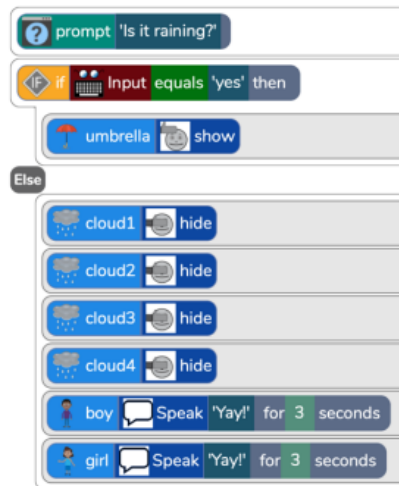 prompt 'Is it raining?'
IF if Input equals 'yes' then
umbrella show
Else
cloud1 hide
cloud2 hide
cloud3 hide
cloud4 hide
boy Speak 'Yay!' for 3 seconds
girl Speak 'Yay!' for 3 seconds